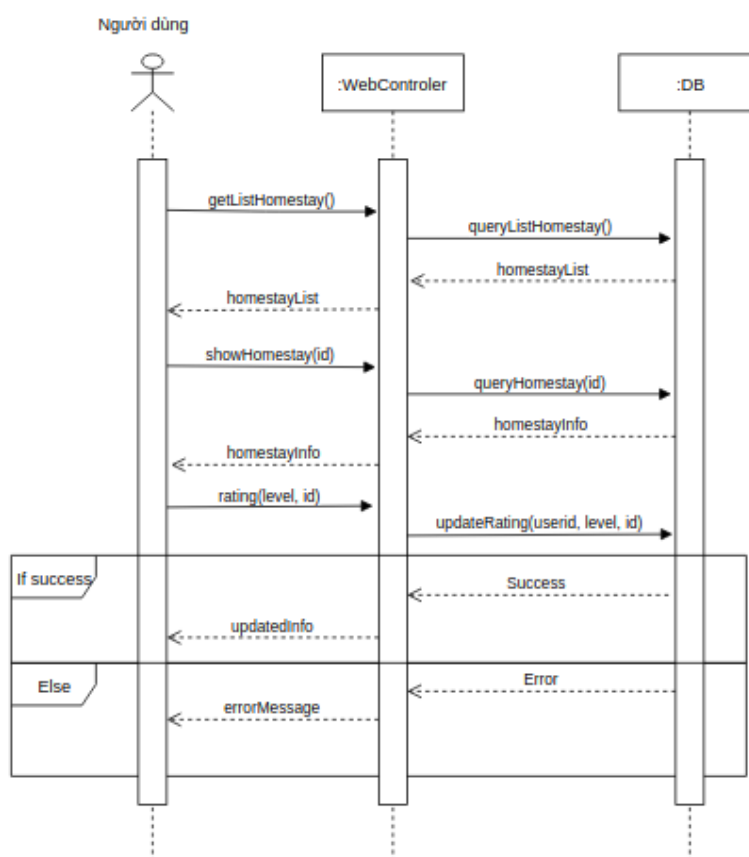 Người dùng
:WebControler
:DB
getListHomestay()
queryListHomestay()
homestayList
homestayList
showHomestay(id)
queryHomestay(id)
homestayInfo
homestayInfo
rating(level, id)
updateRating(userid, level, id)
If success
Success
updatedInfo
Else
Error
errorMessage